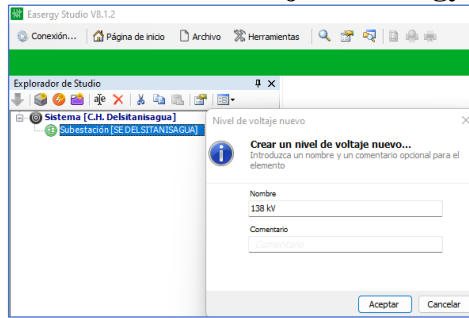 Easergy Studio V8.1.2
Conexión... Página de inicio Archivo Herramientas
Explorador de Studio
Sistema [C.H. Delsitanisagua]
Subestación [SE DELSITANISAGUA]
Nivel de voltaje nuevo
Crear un nivel de voltaje nuevo...
Introduzca un nombre y un comentario opcional para el
elemento
Nombre
138 kV
Comentario
Comentario
Aceptar Cancelar